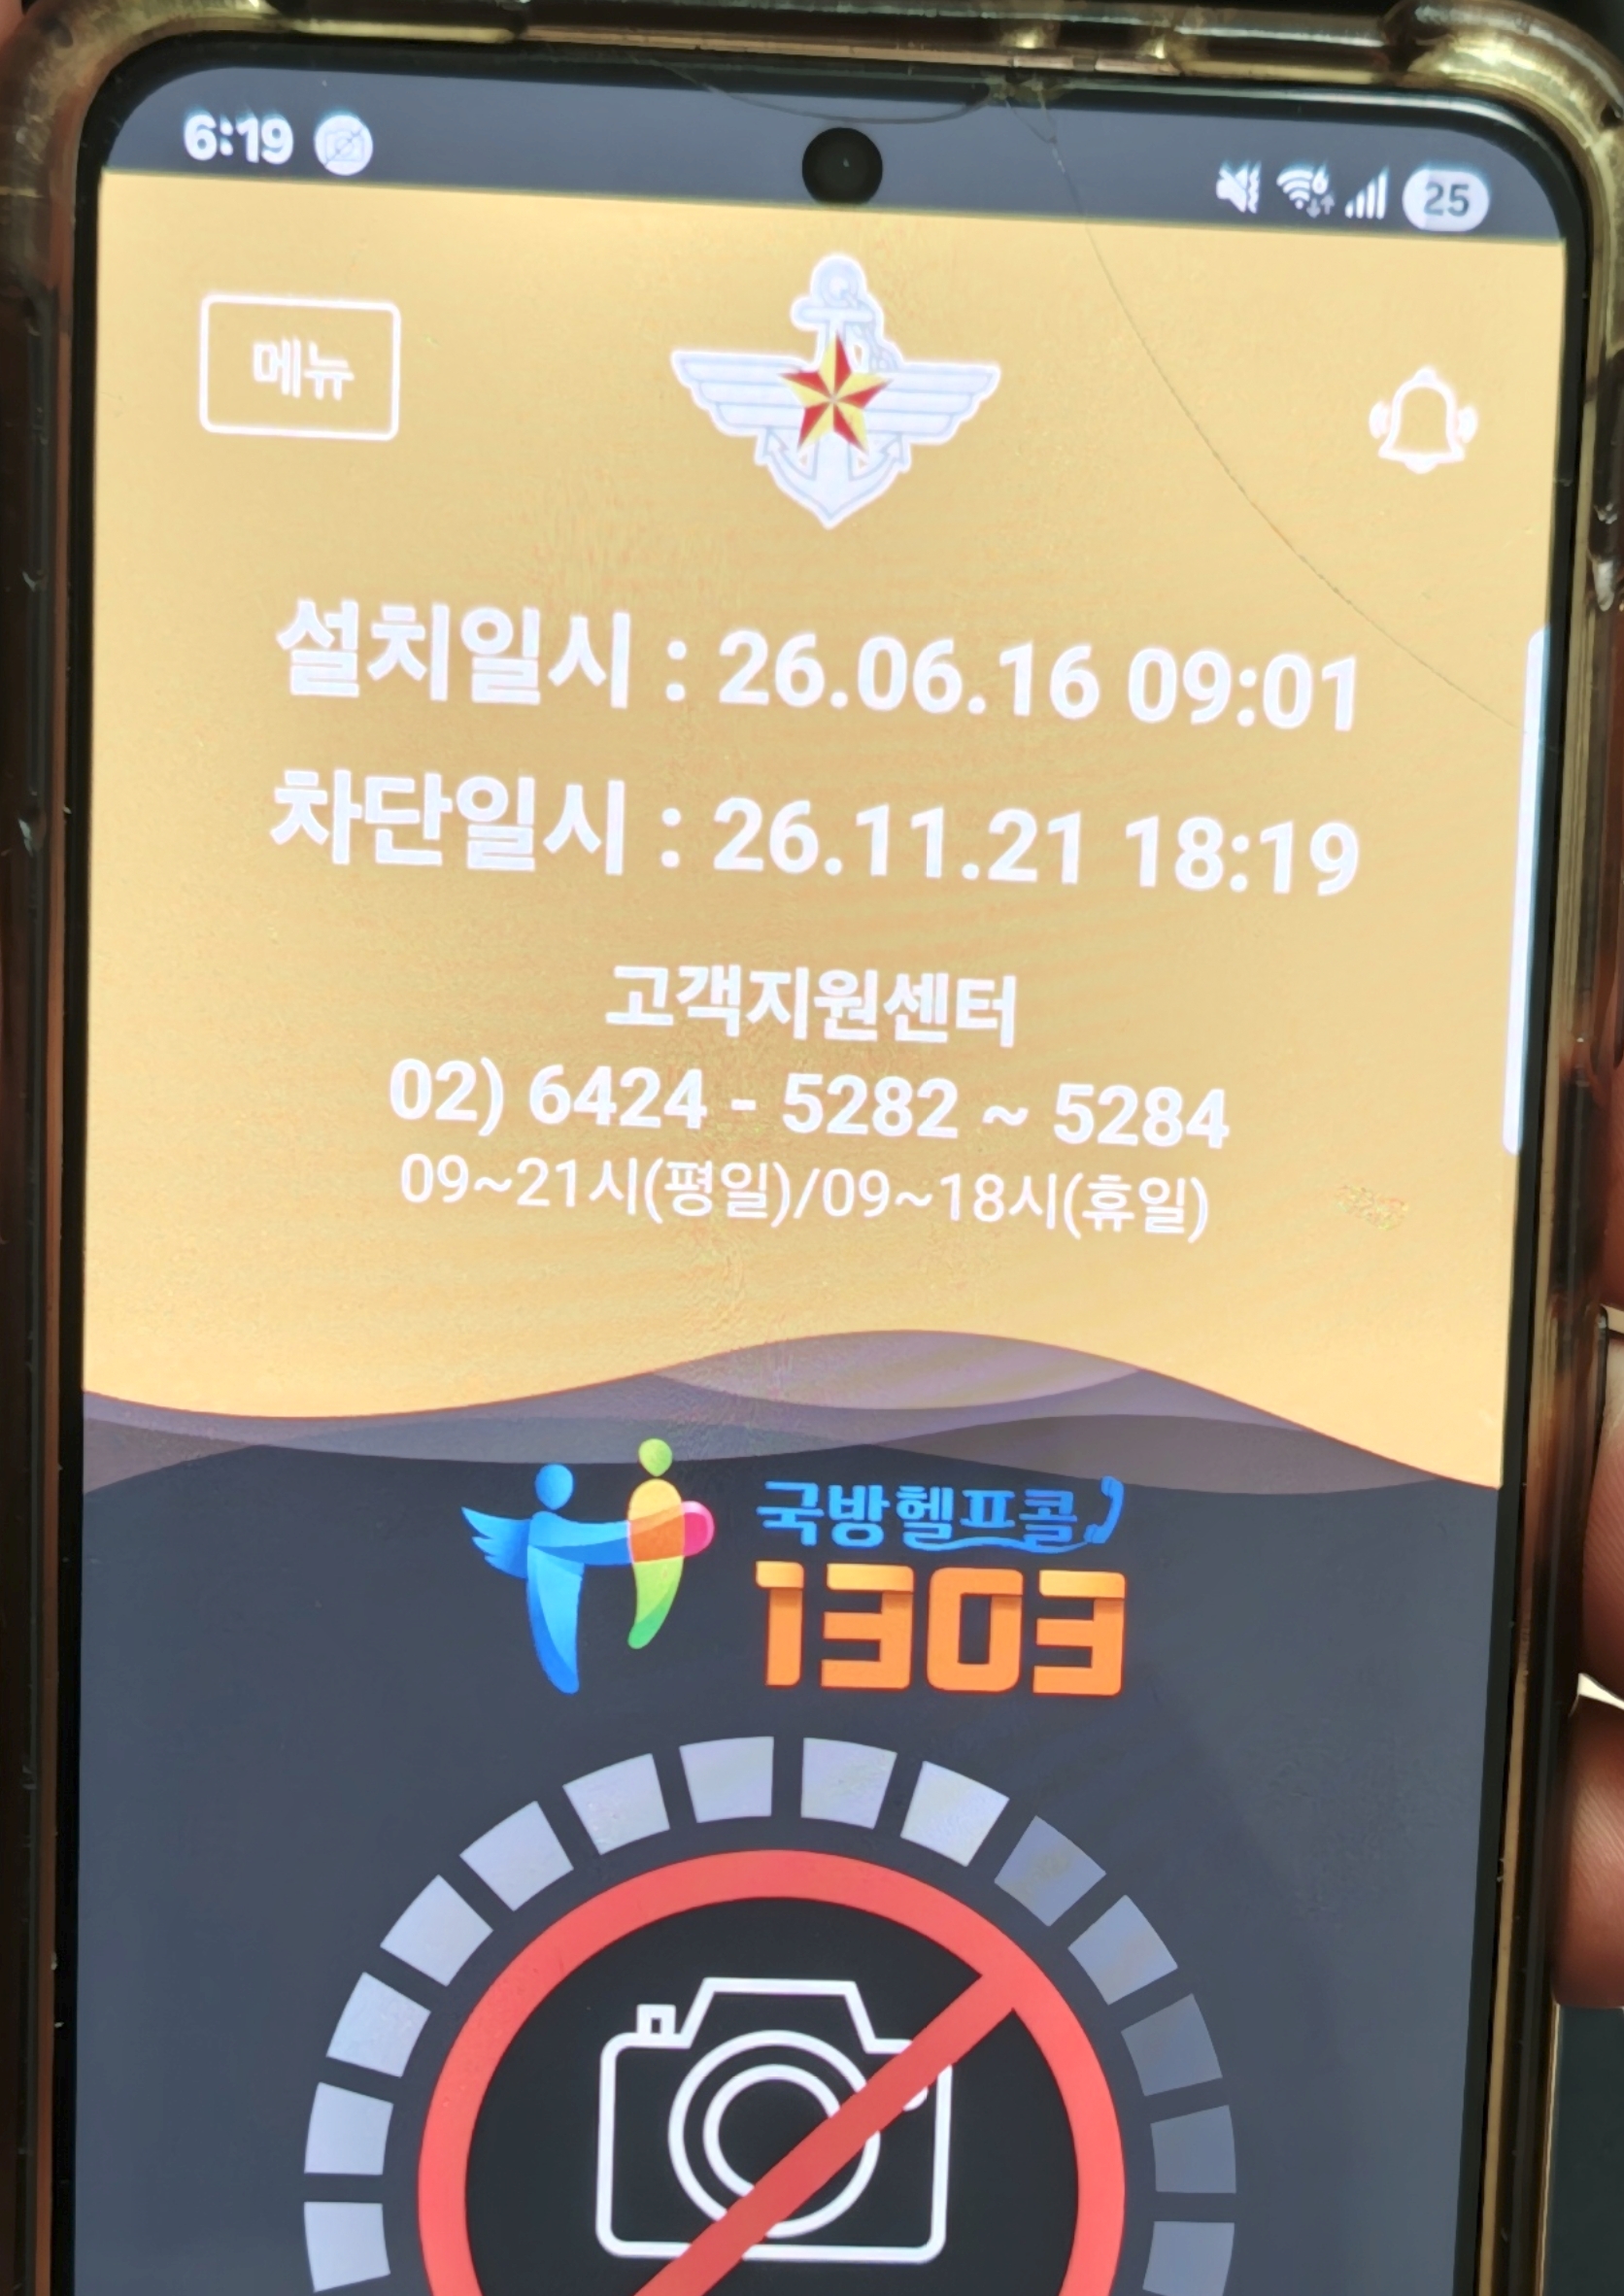 6:19
25
메뉴
설치일시 : 26.06.16 09:01
차단일시 : 26.11.21 18:19
고객지원센터
02) 6424 - 5282 ~ 5284
09~21시(평일)/09~18시(휴일)
국방헬프콜
1303